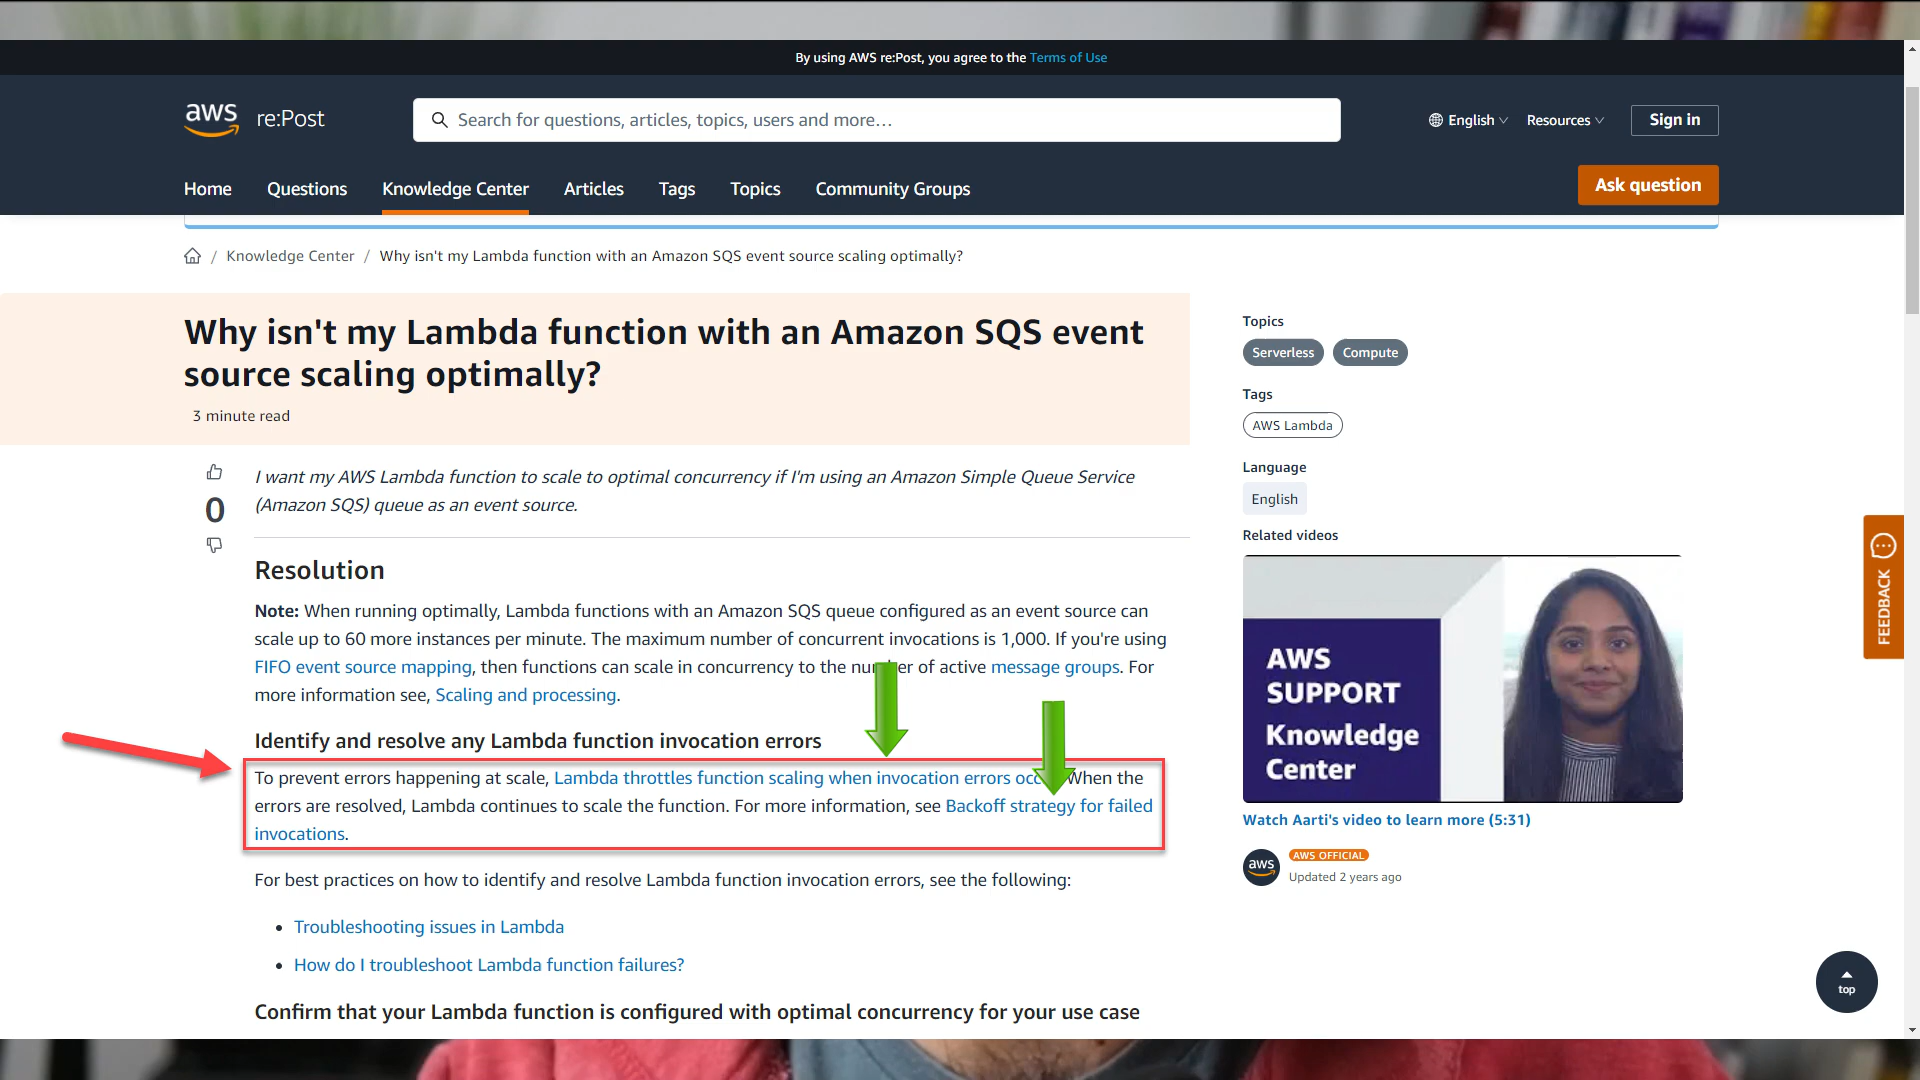 By using AWS re:Post, you agree to the Terms of Use
aws re:Post
Search for questions, articles, topics, users and more...
English
Resources
Sign in
Home
Questions
Knowledge Center
Articles
Tags
Topics
Community Groups
Ask question
/ Knowledge Center / Why isn't my Lambda function with an Amazon SQS event source scaling optimally?
Why isn't my Lambda function with an Amazon SQS event
source scaling optimally?
3 minute read
0
I want my AWS Lambda function to scale to optimal concurrency if I'm using an Amazon Simple Queue Service
(Amazon SQS) queue as an event source.
Resolution
Note: When running optimally, Lambda functions with an Amazon SQS queue configured as an event source can
scale up to 60 more instances per minute. The maximum number of concurrent invocations is 1,000. If you're using
FIFO event source mapping, then functions can scale in concurrency to the number of active message groups. For
more information see, Scaling and processing.
Identify and resolve any Lambda function invocation errors
To prevent errors happening at scale, Lambda throttles function scaling when invocation errors When the
errors are resolved, Lambda continues to scale the function. For more information, see Backoff strategy for failed
invocations.
For best practices on how to identify and resolve Lambda function invocation errors, see the following:
• Troubleshooting issues in Lambda
• How do I troubleshoot Lambda function failures?
Confirm that your Lambda function is configured with optimal concurrency for your use case
Topics
Serverless
Compute
Tags
AWS Lambda
Language
English
Related videos
AWS
SUPPORT
Knowledge
Center
Watch Aarti's video to learn more (5:31)
aws
AWS OFFICIAL
Updated 2 years ago
FEEDBACK
top